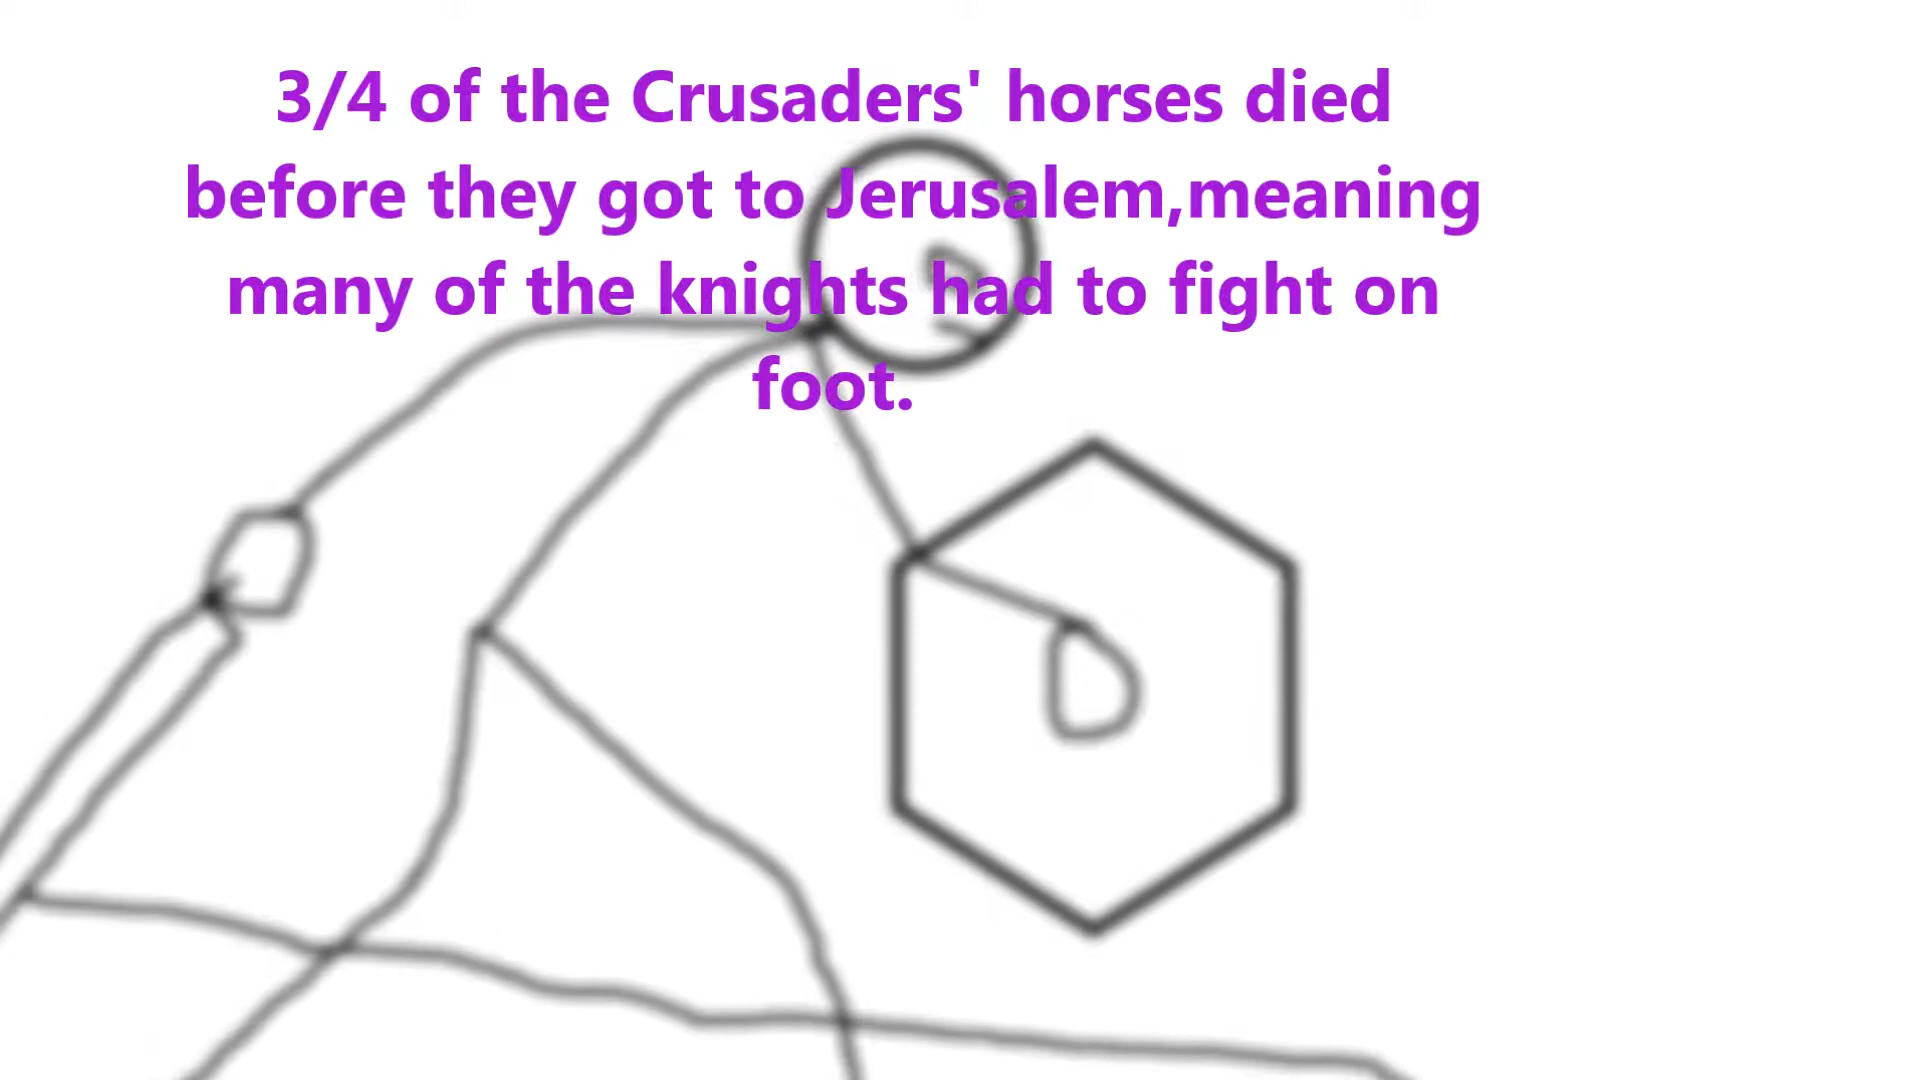 3/4 of the Crusaders' horses died
before they got to Jerusalem,meaning
many of the knights had to fight on
foot.